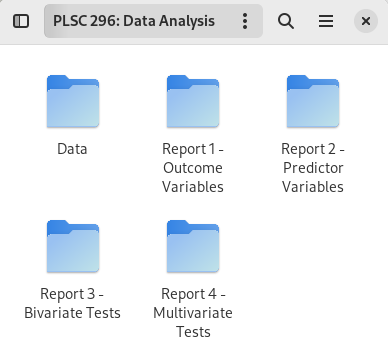 PLSC 296: Data Analysis
Data
Report 1 -
Outcome
Variables
Report 2 -
Predictor
Variables
Report 3 -
Bivariate Tests
Report 4 -
Multivariate
Tests